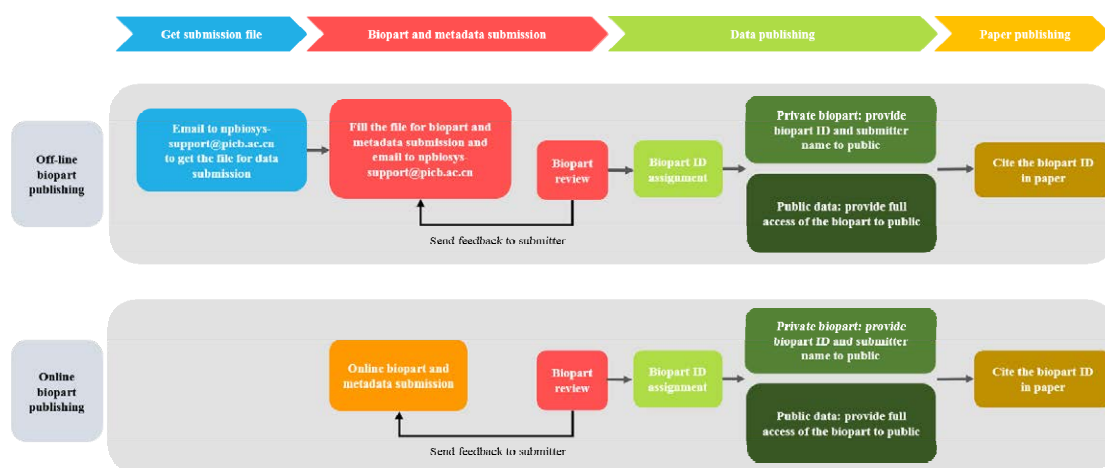 Get submission file
Biopart and metadata submission
Data publishing
Paper publishing
Off-line
biopart
publishing
Email to npbiosys-
support@picb.ac.cn
to get the file for data
submission
Fill the file for biopart and
metadata submission and
email to npbiosys-
support@picb.ac.cn
Biopart
review
Send feedback to submitter
Biopart ID
assignment
Private biopart: provide
biopart ID and submitter
name to public
Public data: provide full
access of the biopart to public
Cite the biopart ID
in paper
Online
biopart
publishing
Online biopart and
metadata submission
Biopart
review
Send feedback to submitter
Biopart ID
assignment
Private biopart: provide
biopart ID and submitter
name to public
Public data: provide full
access of the biopart to public
Cite the biopart ID
in paper